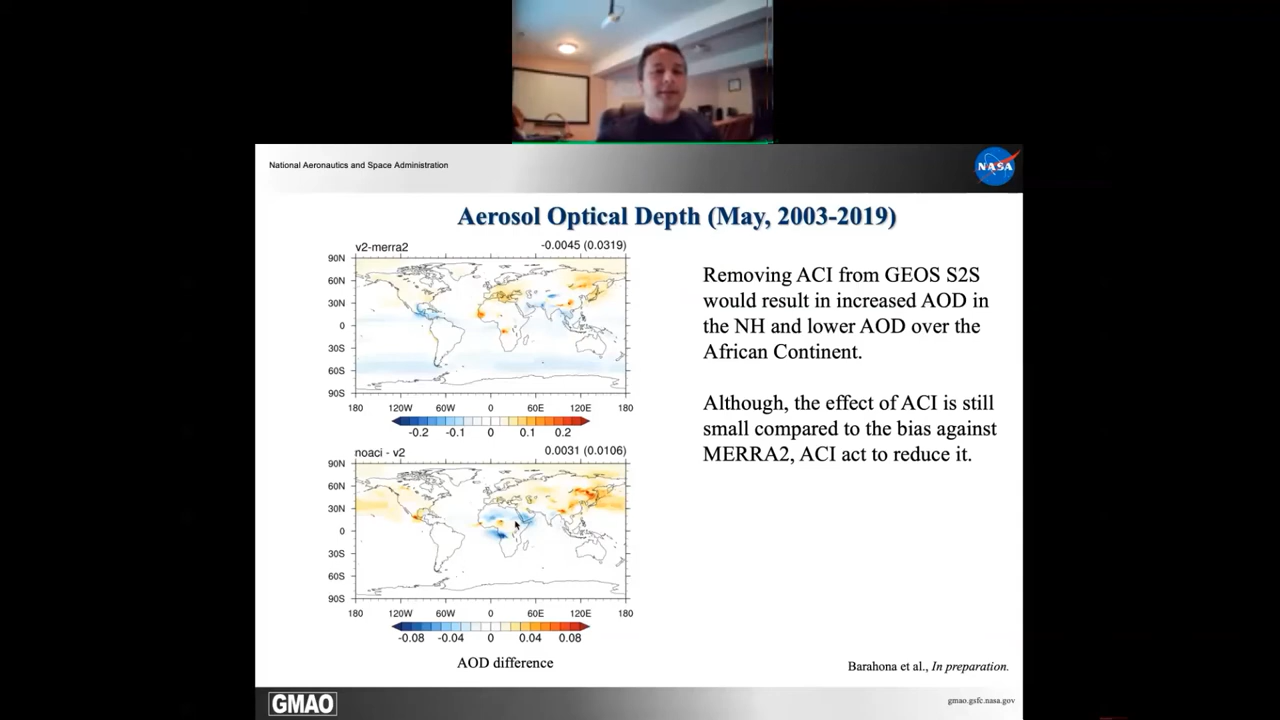 National Aeronautics and Space Administration
NASA
Aerosol Optical Depth (May, 2003-2019)
v2-merra2 -0.0045 (0.0319)
90N
60N
30N
0
30S
60S
90S
180 120W 60W 0 60E 120E 180
-0.2 -0.1 0 0.1 0.2
noaci - v2 0.0031 (0.0106)
90N
60N
30N
0
30S
60S
90S
180 120W 60W 0 60E 120E 180
-0.08 -0.04 0 0.04 0.08
AOD difference
Removing ACI from GEOS S2S
would result in increased AOD in
the NH and lower AOD over the
African Continent.
Although, the effect of ACI is still
small compared to the bias against
MERRA2, ACI act to reduce it.
Barahona et al., In preparation.
GMAO
gmao.gsfc.nasa.gov